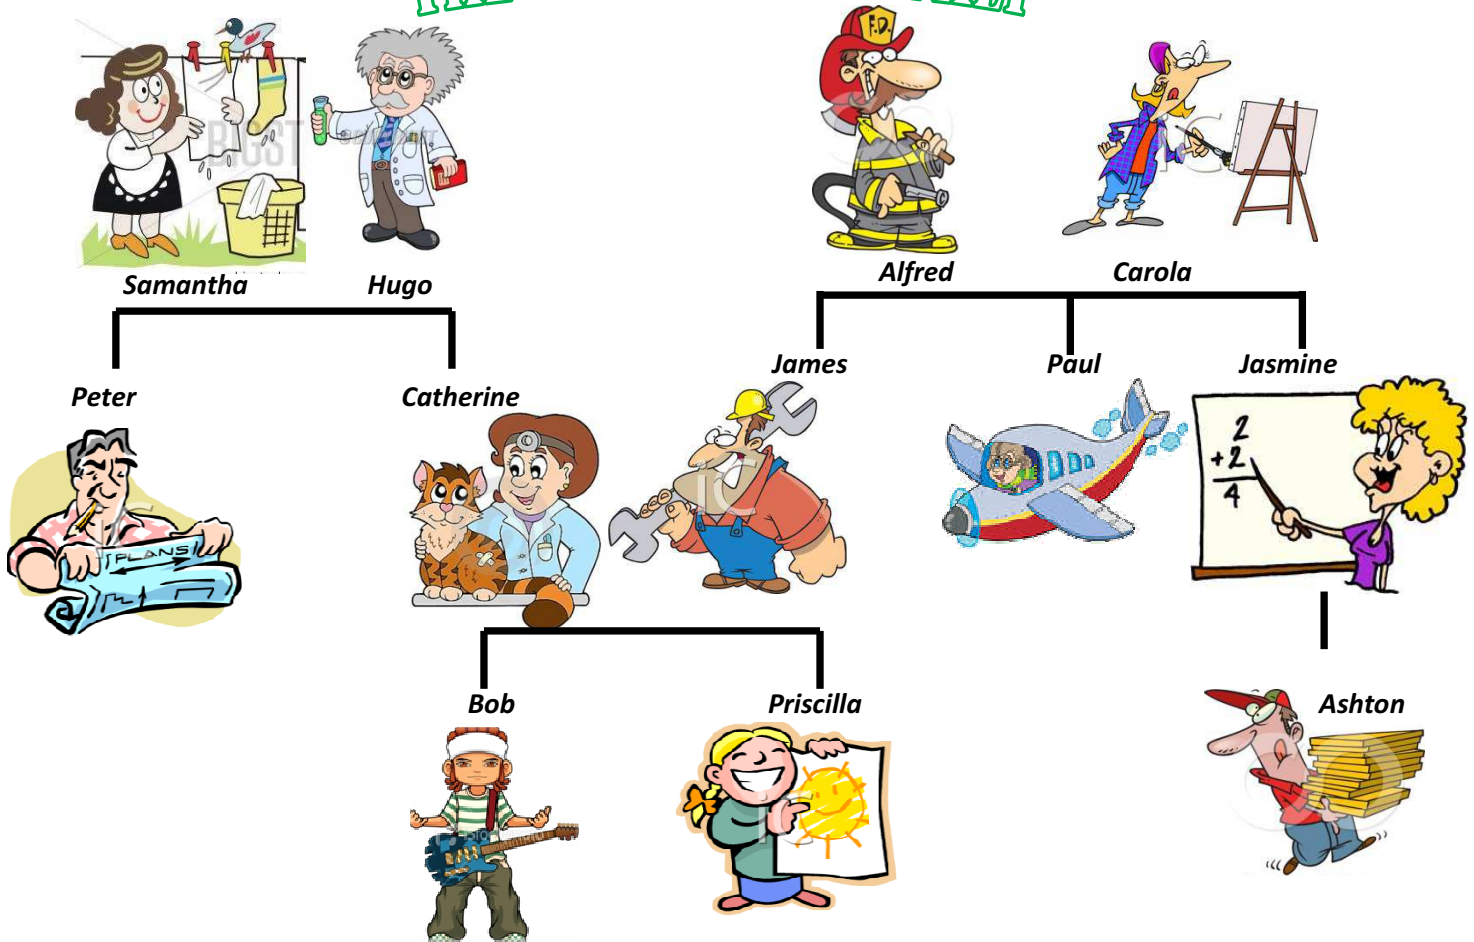 F.D.
Samantha Hugo
Alfred Carola
James Paul Jasmine
Peter Catherine
2
+2
4
PLANS
Bob Priscilla
Ashton